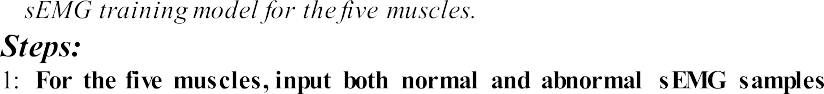 sEMG training model for the five muscles.
Steps:
1: For the five muscles, input both normal and abnormal sEMG samples